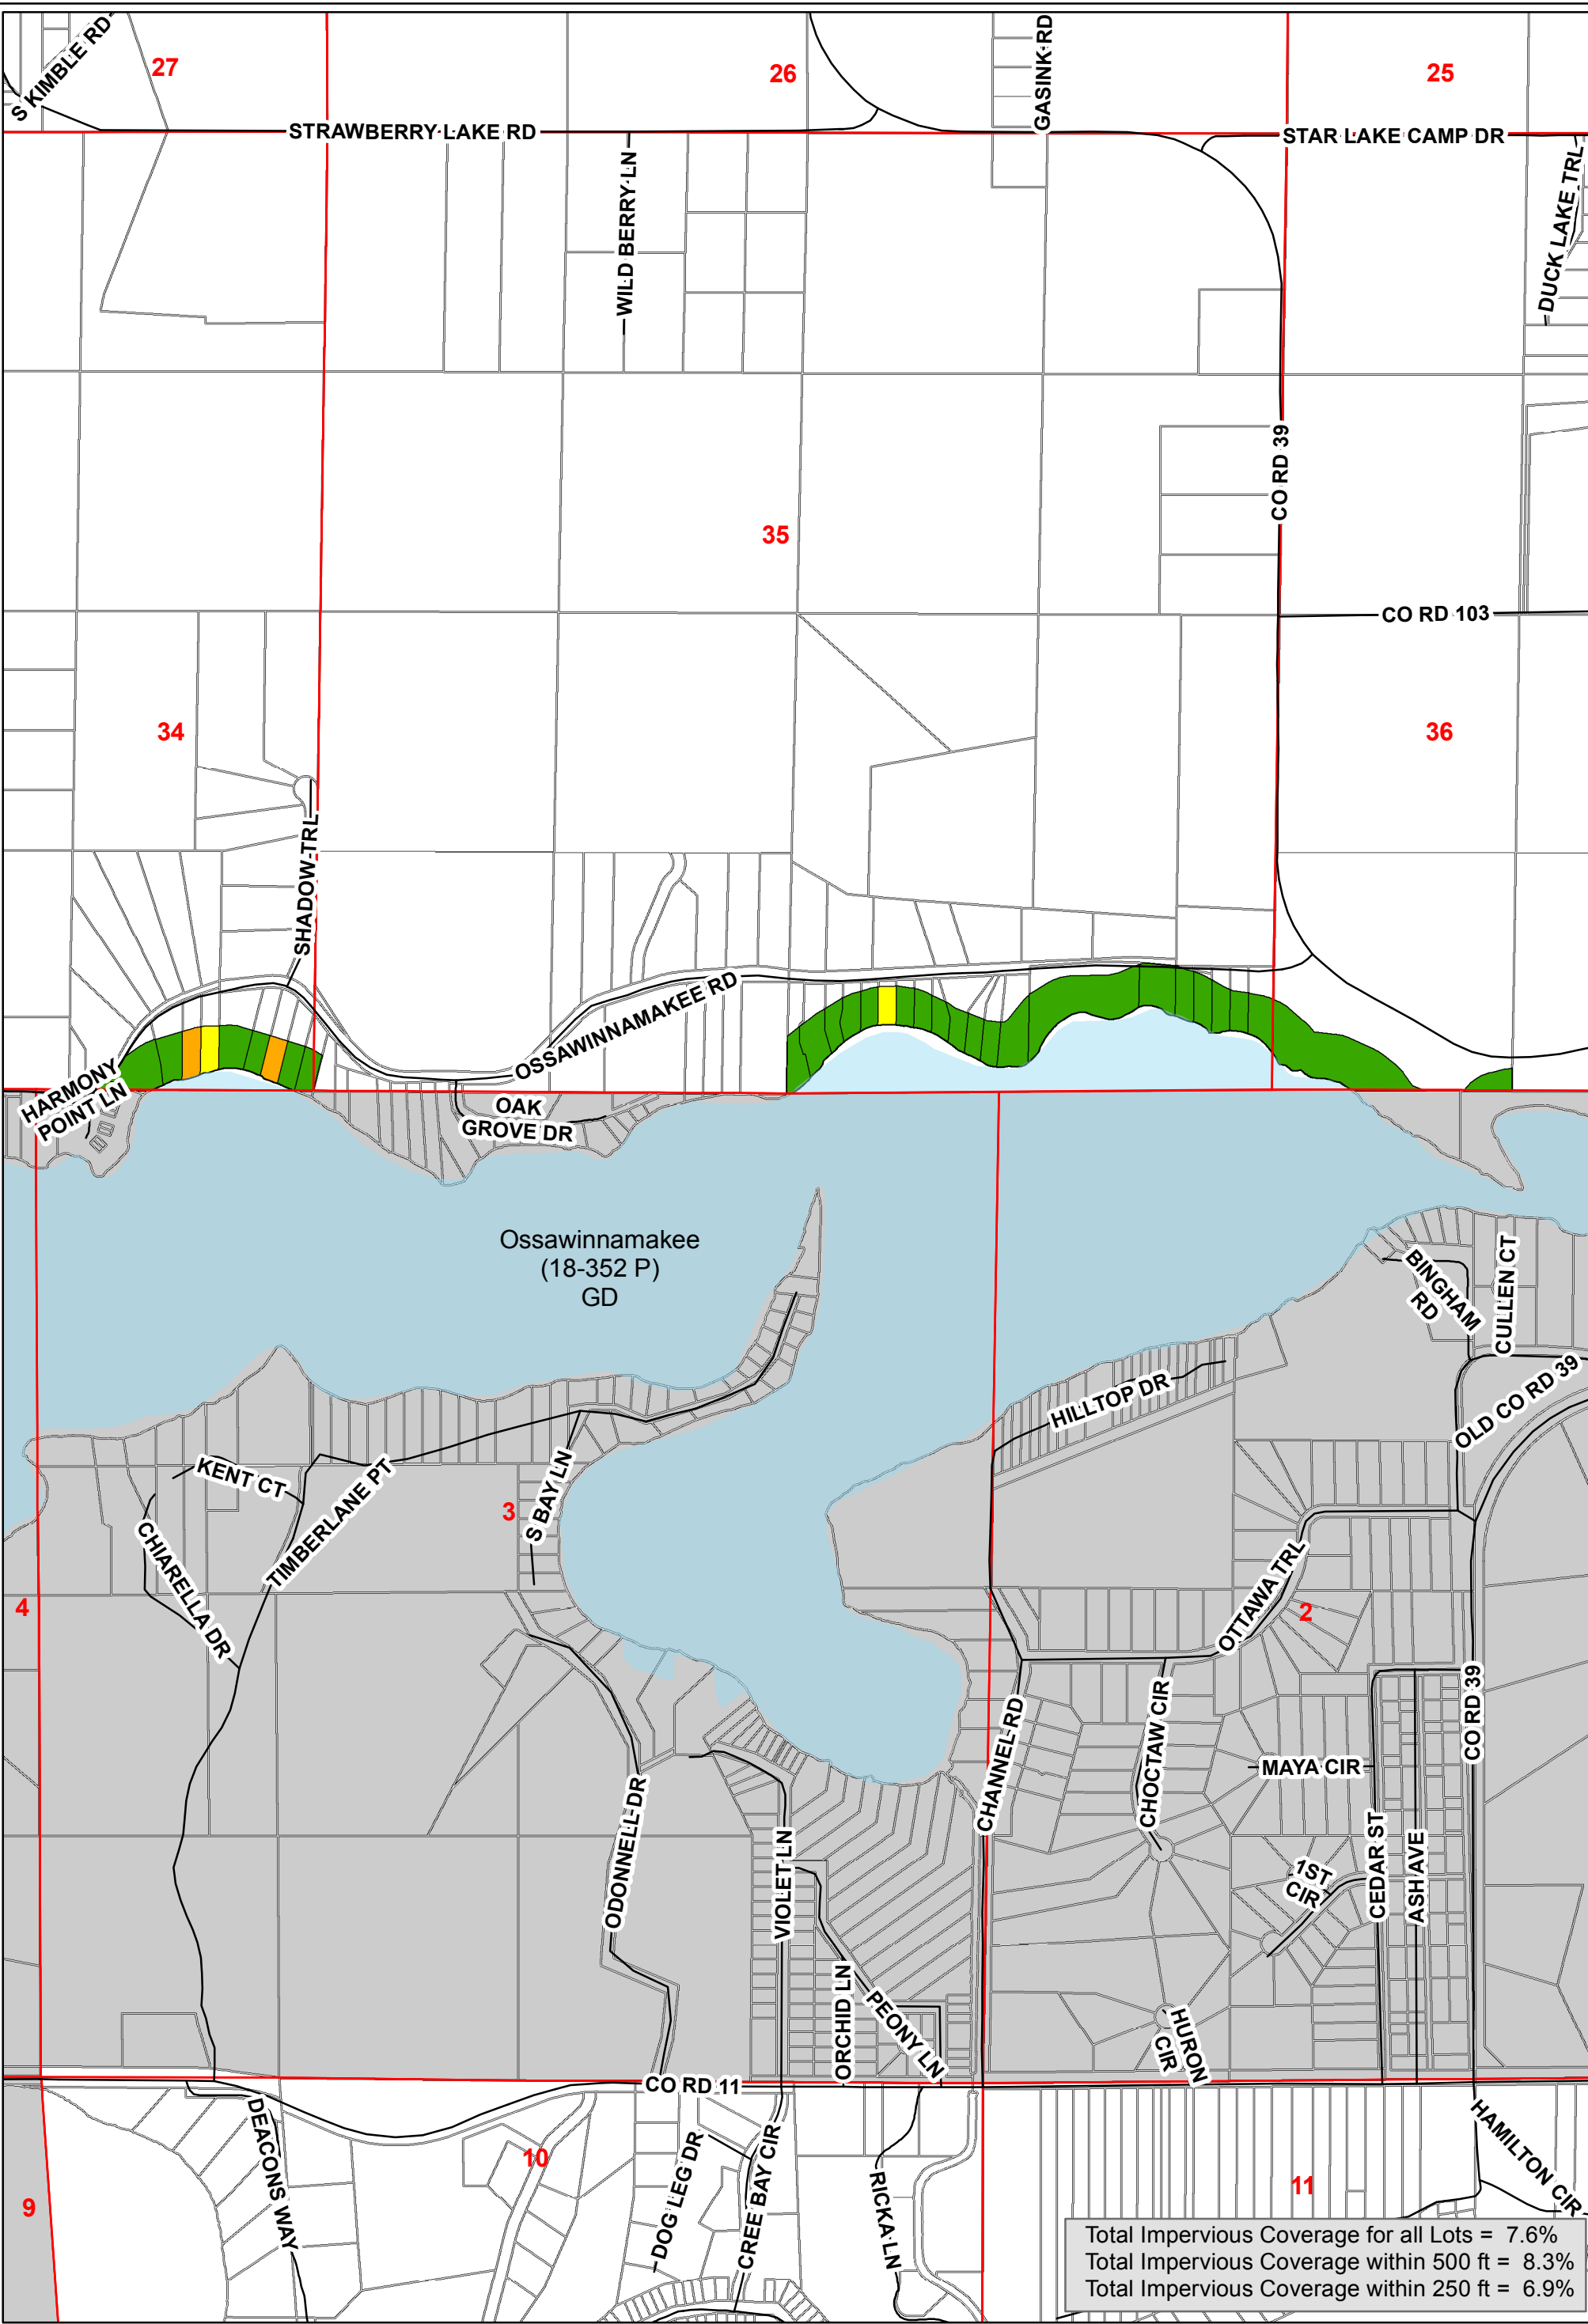 S KIMBLE RD
27
26
GASINK RD
25
STRAWBERRY LAKE RD
STAR LAKE CAMP DR
WILD BERRY LN
DUCK LAKE TRL
CO RD 39
35
CO RD 103
34
36
SHADOW TRL
OSSAWINNAMAKEE RD
HARMONY
POINT LN
OAK
GROVE DR
Ossawinnamakee
(18-352 P)
GD
BINGHAM
RD
CULLEN CT
HILLTOP DR
OLD CO RD 39
KENT CT
TIMBERLANE PT
S BAY LN
3
CHIARELLA DR
4
OTTAWA TRL
2
CHANNEL RD
CHOCTAW CIR
CO RD 39
MAYA CIR
ODONNELL DR
VIOLET LN
CEDAR ST
ASH AVE
1ST
CIR
ORCHID LN
PEONY LN
HURON
CIR
CO RD 11
DEACONS WAY
10
DOG LEG DR
CREE BAY CIR
RICKA LN
HAMILTON CIR
11
9
Total Impervious Coverage for all Lots = 7.6%
Total Impervious Coverage within 500 ft = 8.3%
Total Impervious Coverage within 250 ft = 6.9%